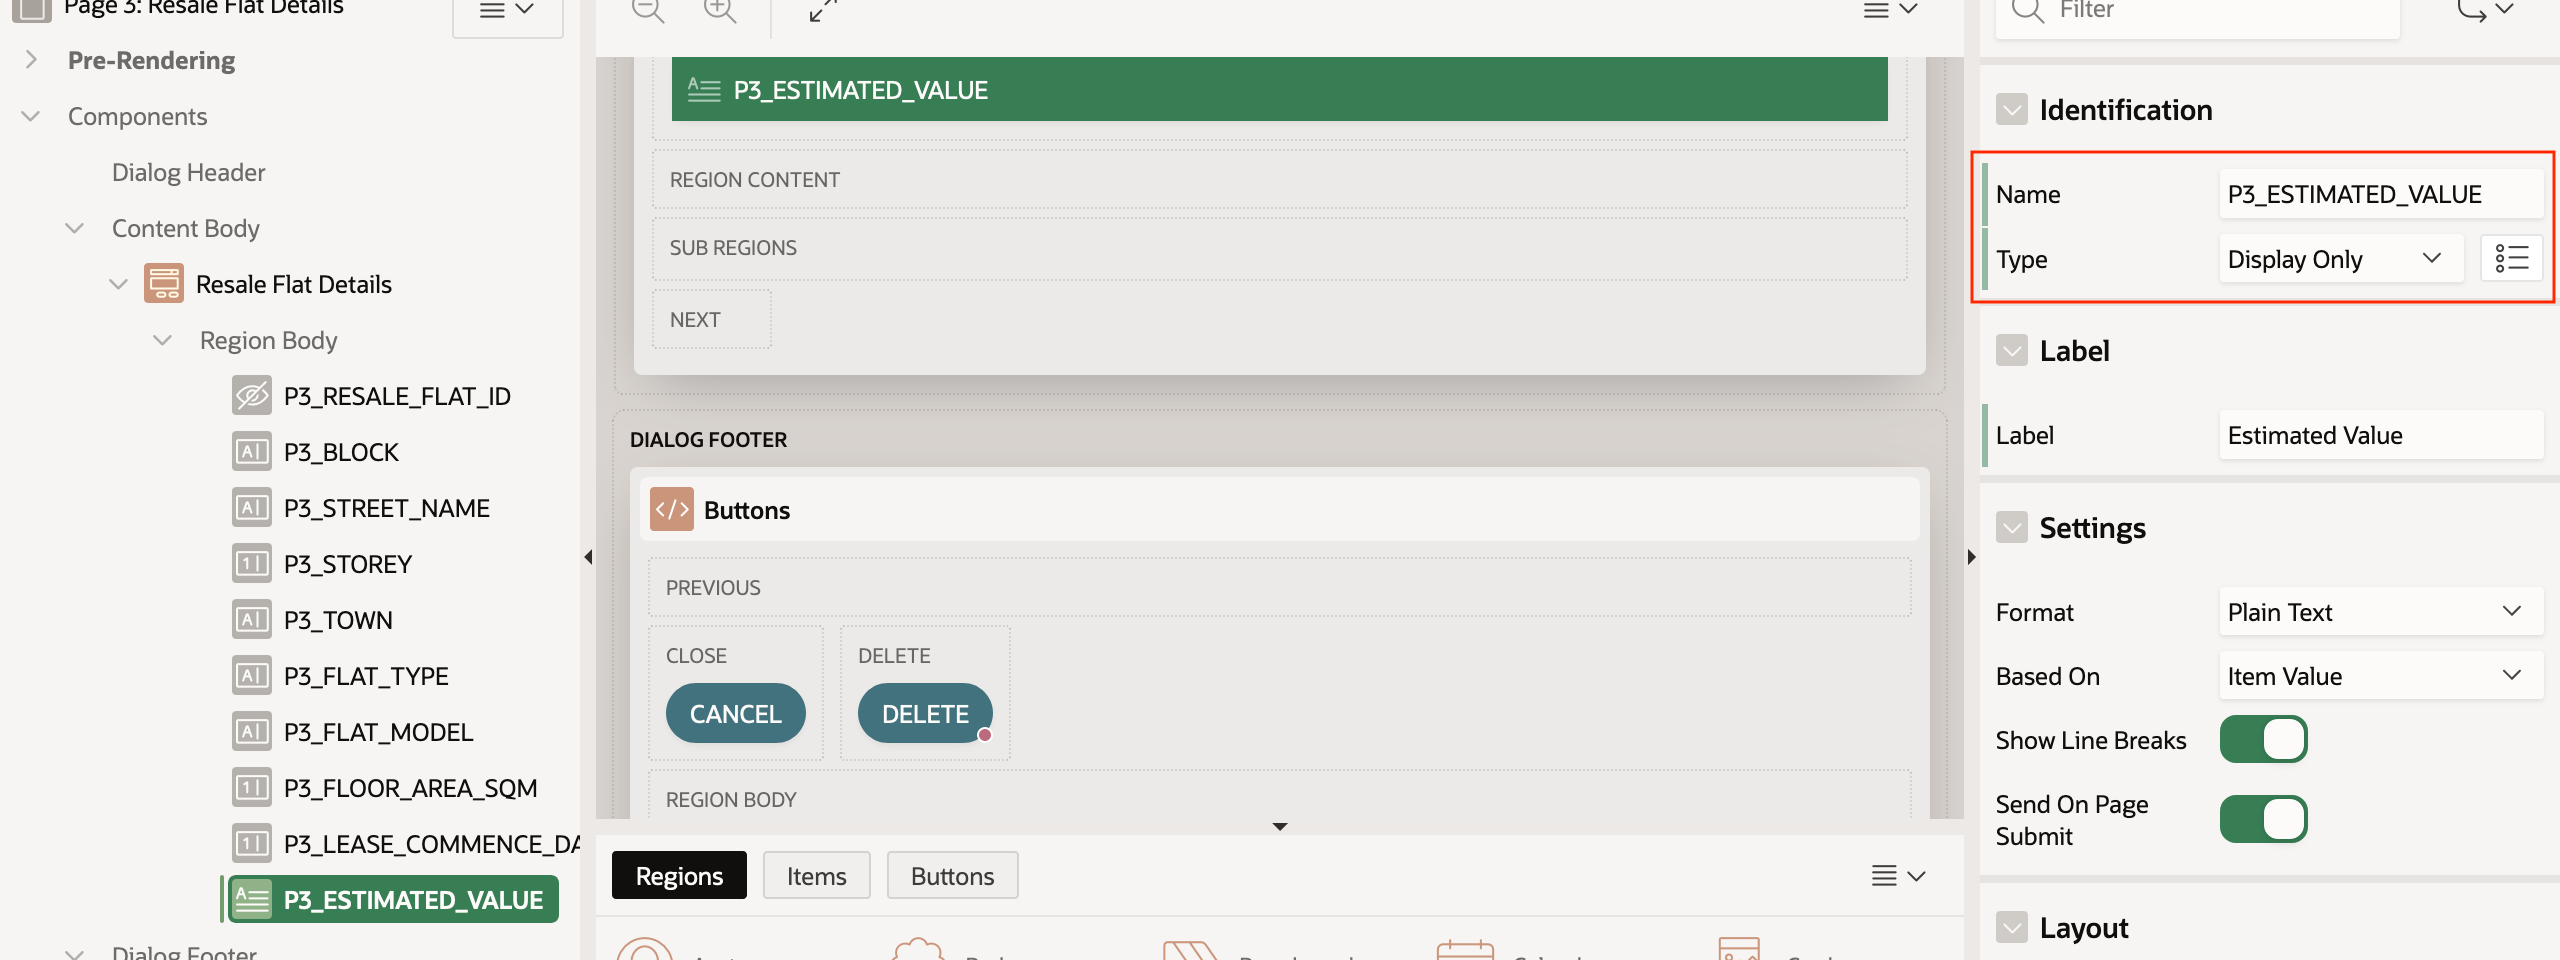 Page 3: Resale Flat Details
Pre-Rendering
Components
Dialog Header
Content Body
Resale Flat Details
Region Body
P3_RESALE_FLAT_ID
P3_BLOCK
P3_STREET_NAME
P3_STOREY
P3_TOWN
P3_FLAT_TYPE
P3_FLAT_MODEL
P3_FLOOR_AREA_SQM
P3_LEASE_COMMENCE_DA
P3_ESTIMATED_VALUE
Dialog Footer
P3_ESTIMATED_VALUE
REGION CONTENT
SUB REGIONS
NEXT
DIALOG FOOTER
Buttons
PREVIOUS
CLOSE
DELETE
CANCEL
DELETE
REGION BODY
Regions
Items
Buttons
Filter
Identification
Name
P3_ESTIMATED_VALUE
Type
Display Only
Label
Label
Estimated Value
Settings
Format
Plain Text
Based On
Item Value
Show Line Breaks
Send On Page
Submit
Layout